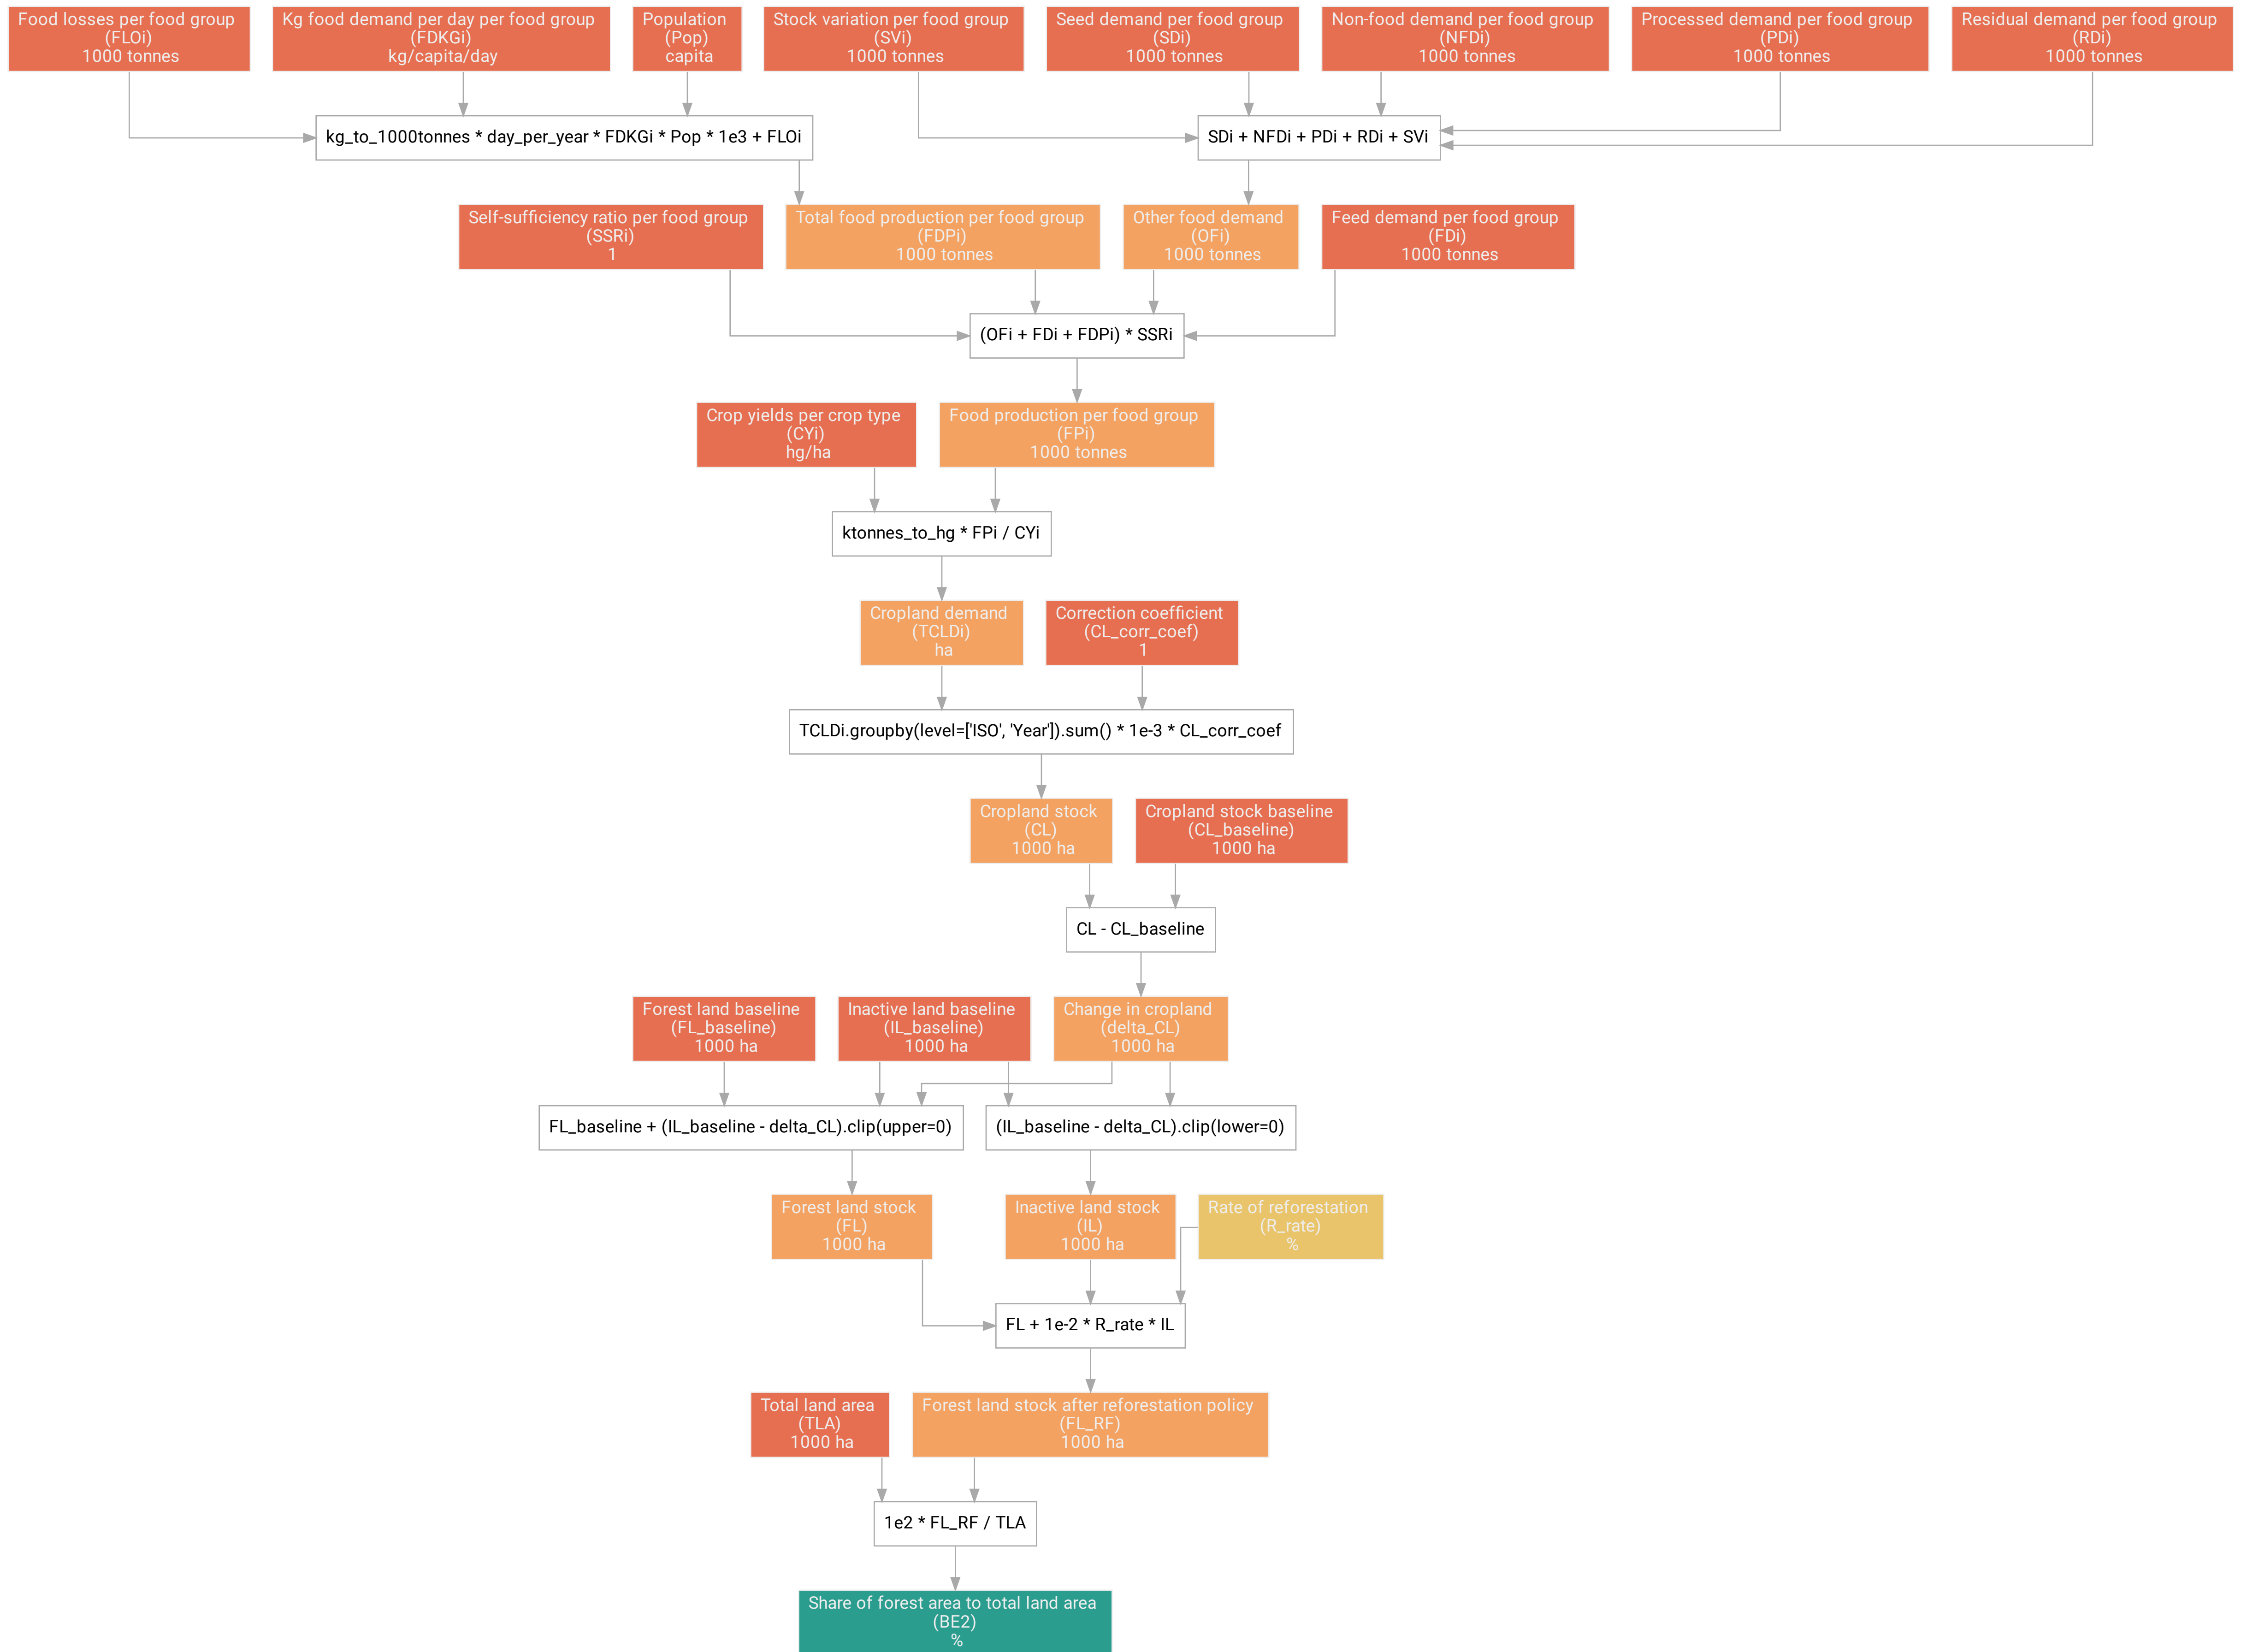 Food losses per food group
(FLOi)
1000 tonnes
Kg food demand per day per food group
(FDKGi)
kg/capita/day
Population
(Pop)
capita
Stock variation per food group
(SVi)
1000 tonnes
Seed demand per food group
(SDi)
1000 tonnes
Non-food demand per food group
(NFDi)
1000 tonnes
Processed demand per food group
(PDi)
1000 tonnes
Residual demand per food group
(RDi)
1000 tonnes
kg_to_1000tonnes * day_per_year * FDKGi * Pop * 1e3 + FLOi
SDi + NFDi + PDi + RDi + SVi
Self-sufficiency ratio per food group
(SSRi)
1
Total food production per food group
(FDPi)
1000 tonnes
Other food demand
(OFi)
1000 tonnes
Feed demand per food group
(FDi)
1000 tonnes
(OFi + FDi + FDPi) * SSRi
Crop yields per crop type
(CYi)
hg/ha
Food production per food group
(FPi)
1000 tonnes
ktonnes_to_hg * FPi / CYi
Cropland demand
(TCLDi)
ha
Correction coefficient
(CL_corr_coef)
1
TCLDi.groupby(level=['ISO', 'Year']).sum() * 1e-3 * CL_corr_coef
Cropland stock
(CL)
1000 ha
Cropland stock baseline
(CL_baseline)
1000 ha
CL - CL_baseline
Forest land baseline
(FL_baseline)
1000 ha
Inactive land baseline
(IL_baseline)
1000 ha
Change in cropland
(delta_CL)
1000 ha
FL_baseline + (IL_baseline - delta_CL).clip(upper=0)
(IL_baseline - delta_CL).clip(lower=0)
Forest land stock
(FL)
1000 ha
Inactive land stock
(IL)
1000 ha
Rate of reforestation
(R_rate)
%
FL + 1e-2 * R_rate * IL
Total land area
(TLA)
1000 ha
Forest land stock after reforestation policy
(FL_RF)
1000 ha
1e2 * FL_RF / TLA
Share of forest area to total land area
(BE2)
%